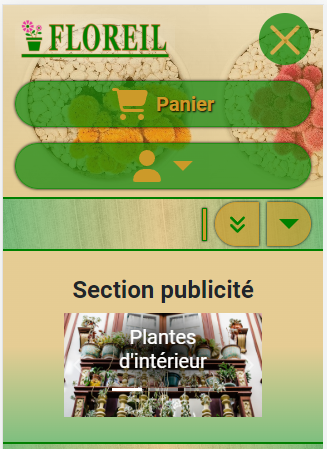 FLOREIL
Panier
Section publicité
Plantes
d'intérieur